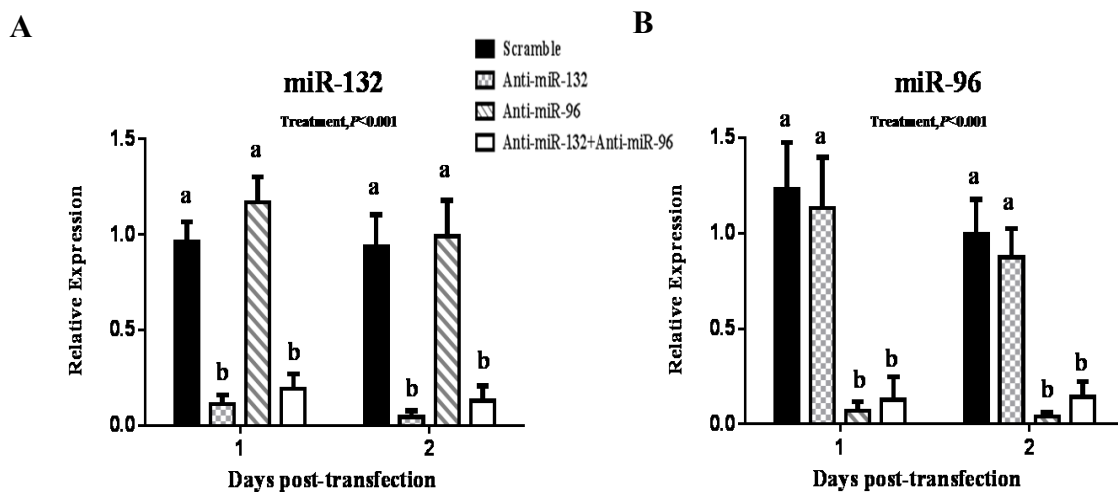 A
miR-132
Treatment,P<0.001
Relative Expression
1.5
1.0
0.5
0.0
a
b
a
b
a
b
a
b
1
2
Days post-transfection
Scramble
Anti-miR-132
Anti-miR-96
Anti-miR-132+Anti-miR-96
B
miR-96
Treatment,P<0.001
Relative Expression
1.5
1.0
0.5
0.0
a
a
b
b
a
a
b
b
1
2
Days post-transfection